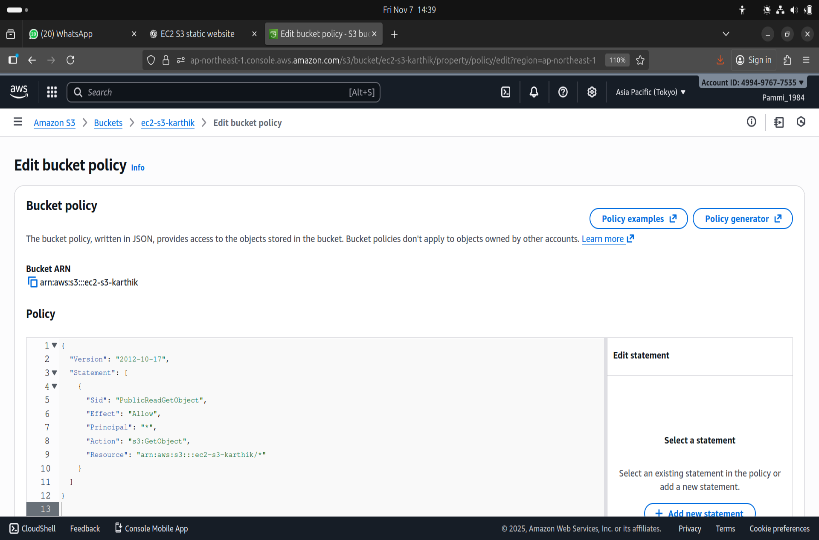 Fri Nov 7 14:39
(20) WhatsApp × EC2 S3 static website × Edit bucket policy - S3 bu × +
ap-northeast-1.console.aws.amazon.com/s3/bucket/ec2-s3-karthik/property/policy/edit?region=ap-northeast-1 110% Sign in
aws Search [Alt+S] Asia Pacific (Tokyo) ▼ Account ID: 4994-9767-7535 ▼
Pammi_1984
Amazon S3 > Buckets > ec2-s3-karthik > Edit bucket policy
Edit bucket policy Info
Bucket policy
Policy examples Policy generator
The bucket policy, written in JSON, provides access to the objects stored in the bucket. Bucket policies don't apply to objects owned by other accounts. Learn more
Bucket ARN
arn:aws:s3:::ec2-s3-karthik
Policy
1 ▼ {
2 "Version": "2012-10-17",
3 ▼ "Statement": [
4 ▼ {
5 "Sid": "PublicReadGetObject",
6 "Effect": "Allow",
7 "Principal": "*",
8 "Action": "s3:GetObject",
9 "Resource": "arn:aws:s3:::ec2-s3-karthik/*"
10 }
11 ]
12 }
13
Edit statement
Select a statement
Select an existing statement in the policy or
add a new statement.
+ Add new statement
CloudShell Feedback Console Mobile App © 2025, Amazon Web Services, Inc. or its affiliates. Privacy Terms Cookie preferences